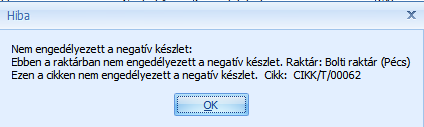 Hiba
Nem engedélyezett a negatív készlet:
Ebben a raktárban nem engedélyezett a negatív készlet. Raktár: Bolti raktár (Pécs)
Ezen a cikken nem engedélyezett a negatív készlet.  Cikk:  CIKK/T/00062
OK